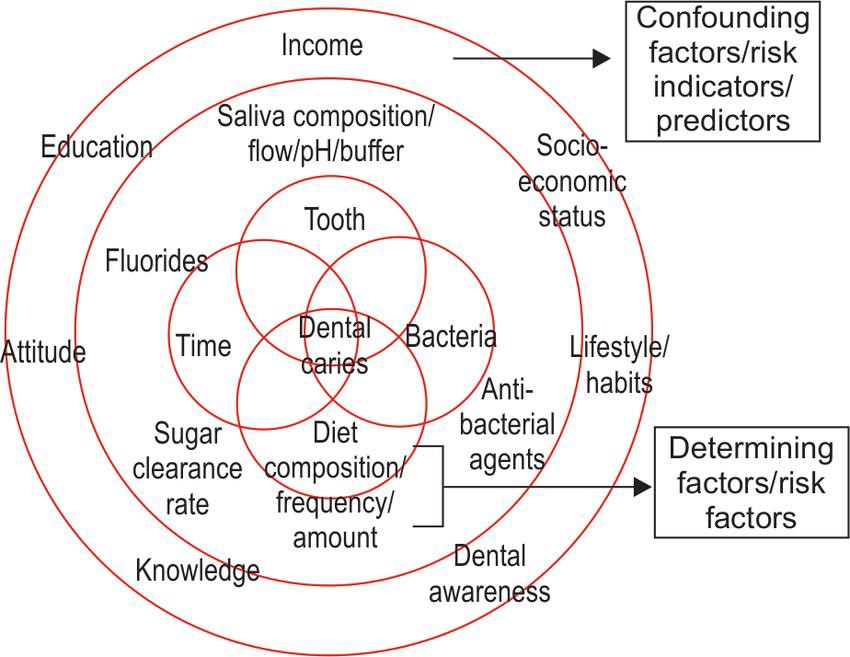 Income
Confounding
factors/risk
indicators/
predictors
Saliva composition/
flow/pH/buffer
Education
Socio-
economic
status
Tooth
Fluorides
Time
Dental
caries
Bacteria
Attitude
Lifestyle/
habits
Anti-
bacterial
agents
Sugar
clearance
rate
Diet
composition/
frequency/
amount
Determining
factors/risk
factors
Knowledge
Dental
awareness